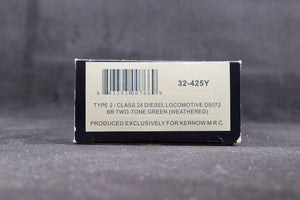 32-425Y
TYPE 2 / CLASS 24 DIESEL LOCOMOTIVE D5072
BR TWO-TONE GREEN (WEATHERED)
PRODUCED EXCLUSIVELY FOR KERNOW M.R.C.